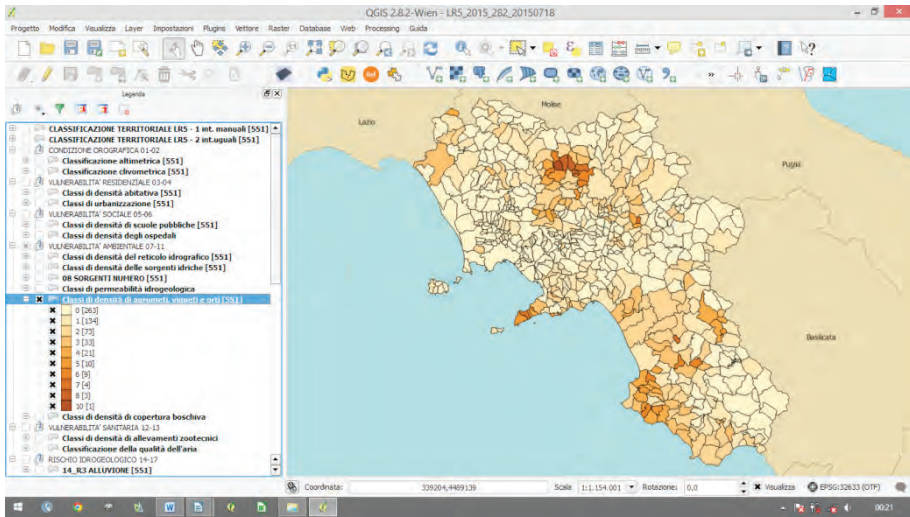 QGIS 2.8.2-Wien - LR5_2015_282_20150718
Progetto Modifica Visualizza Layer Impostazioni Plugins Vettore Raster Database Web Processing Guida
Legenda
CLASSIFICAZIONE TERRITORIALE LR5 - 1 int. manuali [551]
CLASSIFICAZIONE TERRITORIALE LR5 - 2 int.uguali [551]
CONDIZIONE OROGRAFICA 01-02
Classificazione altimetrica [551]
Classificazione clivometrica [551]
VULNERABILITA' RESIDENZIALE 03-04
Classi di densità abitativa [551]
Classi di urbanizzazione [551]
VULNERABILITA' SOCIALE 05-06
Classi di densità di scuole pubbliche [551]
Classi di densità degli ospedali
VULNERABILITA' AMBIENTALE 07-11
Classi di densità del reticolo idrografico [551]
Classi di densità delle sorgenti idriche [551]
08 SORGENTI NUMERO [551]
Classi di permeabilità idrogeologica
Classi di densità di agrumeti, vigneti e orti [551]
0 [263]
1 [134]
2 [73]
3 [33]
4 [21]
5 [10]
6 [9]
7 [4]
8 [3]
10 [1]
Classi di densità di copertura boschiva
VULNERABILITA' SANITARIA 12-13
Classi di densità di allevamenti zootecnici
Classificazione della qualità dell'aria
RISCHIO IDROGEOLOGICO 14-17
14_R3 ALLUVIONE [551]
Lazio
Molise
Puglia
Basilicata
Coordinata: 339204,4489139 Scala 1:1.154.001 Rotazione: 0,0 Visualizza EPSG:32633 (OTF)
00:21